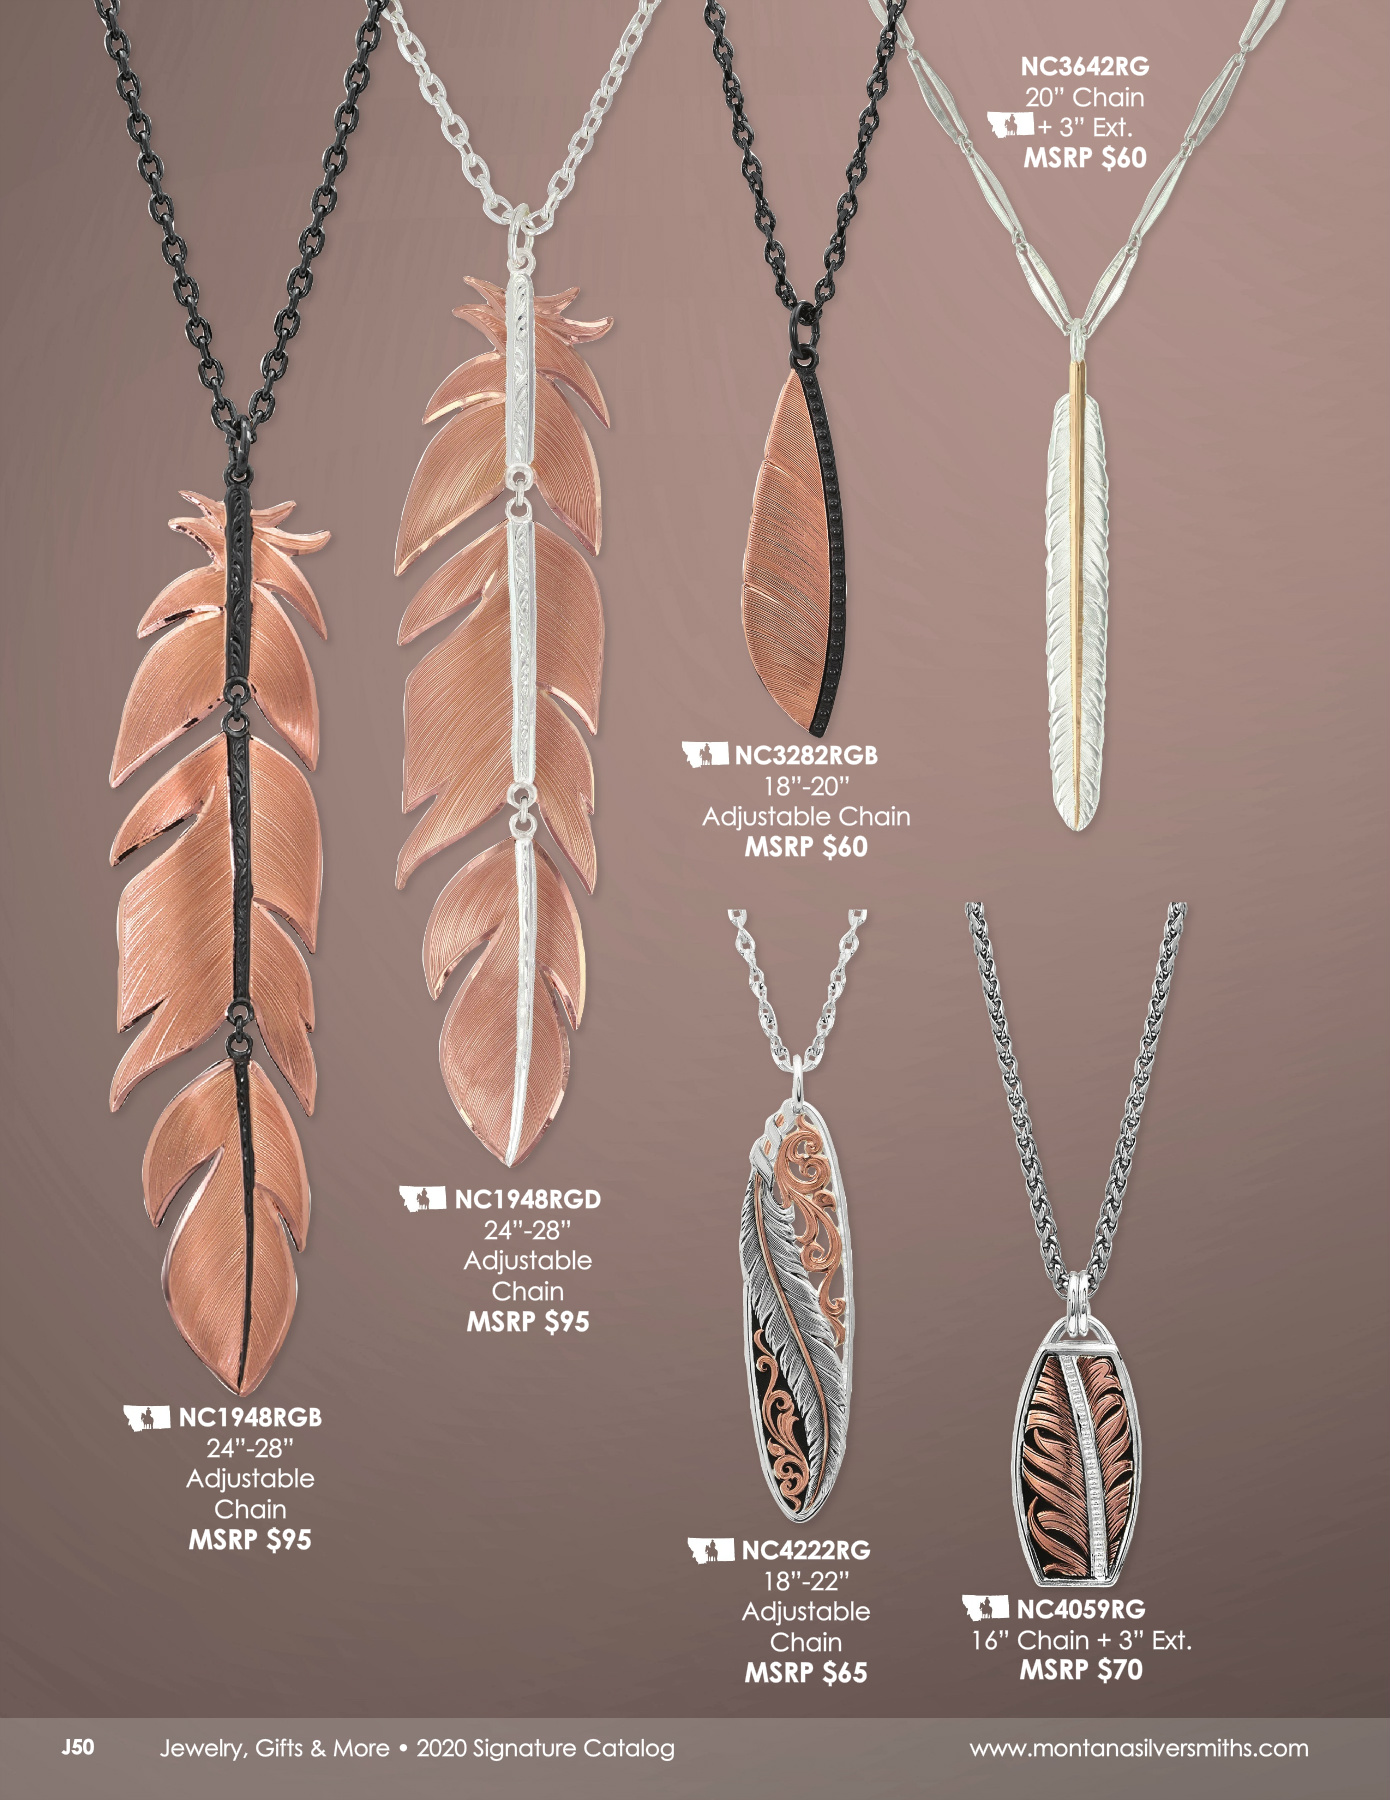 NC3642RG
20” Chain
+ 3” Ext.
MSRP $60
NC3282RGB
18”-20”
Adjustable Chain
MSRP $60
NC1948RGD
24”-28”
Adjustable
Chain
MSRP $95
NC1948RGB
24”-28”
Adjustable
Chain
MSRP $95
NC4222RG
18”-22”
Adjustable
Chain
MSRP $65
NC4059RG
16” Chain + 3” Ext.
MSRP $70
J50 Jewelry, Gifts & More • 2020 Signature Catalog www.montanasilversmiths.com